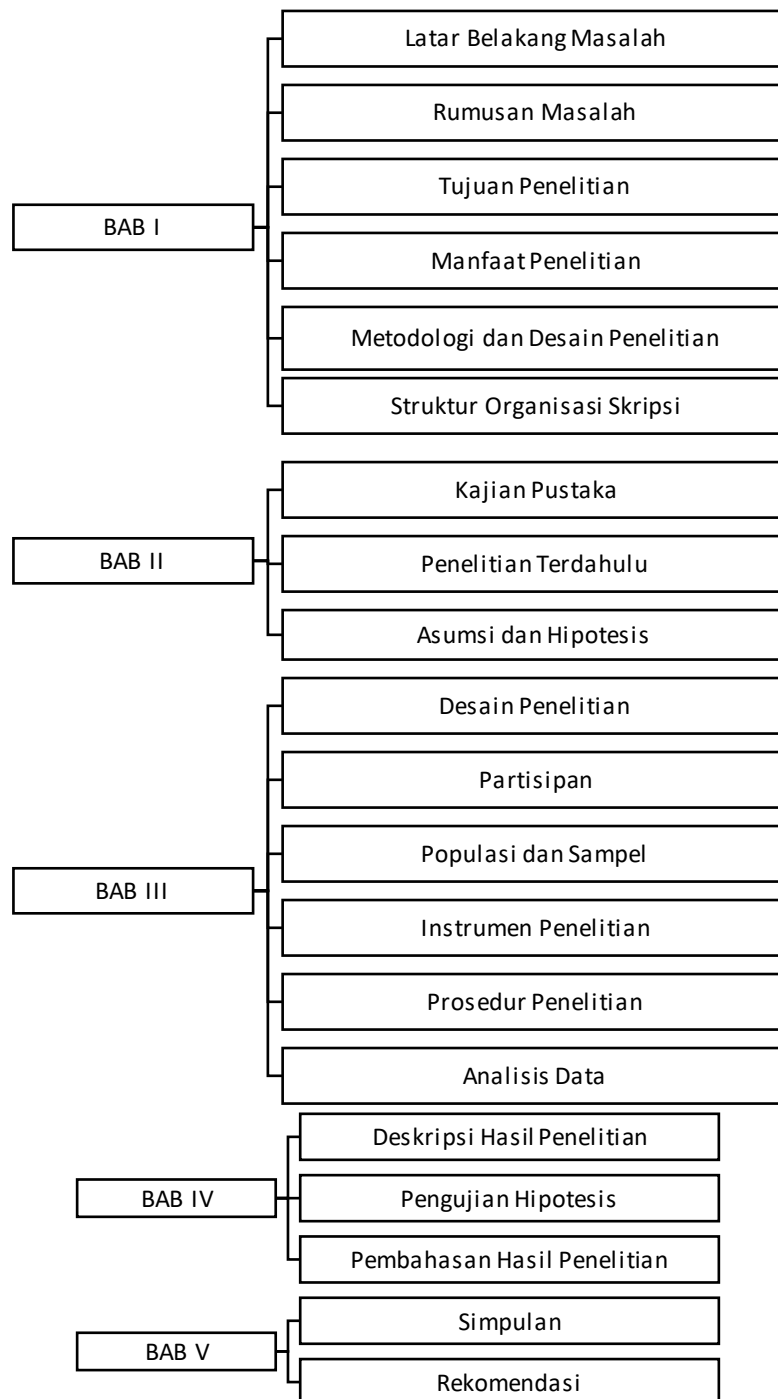 BAB I
Latar Belakang Masalah
Rumusan Masalah
Tujuan Penelitian
Manfaat Penelitian
Metodologi dan Desain Penelitian
Struktur Organisasi Skripsi
BAB II
Kajian Pustaka
Penelitian Terdahulu
Asumsi dan Hipotesis
BAB III
Desain Penelitian
Partisipan
Populasi dan Sampel
Instrumen Penelitian
Prosedur Penelitian
Analisis Data
BAB IV
Deskripsi Hasil Penelitian
Pengujian Hipotesis
Pembahasan Hasil Penelitian
BAB V
Simpulan
Rekomendasi